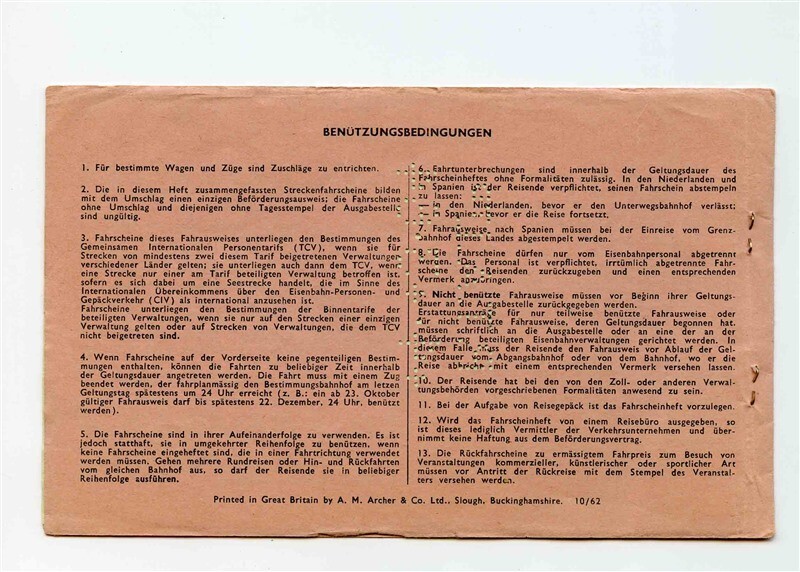 BENÜTZUNGSBEDINGUNGEN
1. Für bestimmte Wagen und Züge sind Zuschläge zu entrichten.
2. Die in diesem Heft zusammengefassten Streckenfahrscheine bilden
mit dem Umschlag einen einzigen Beförderungsausweis; die Fahrscheine
ohne Umschlag und diejenigen ohne Tagesstempel der Ausgabestelle
sind ungültig.
3. Fahrscheine dieses Fahrausweises unterliegen den Bestimmungen des
Gemeinsamen Internationalen Personentarifs (TCV), wenn sie für
Strecken von mindestens zwei diesem Tarif beigetretenen Verwaltungen
verschiedener Länder gelten; sie unterliegen auch dann dem TCV, wenn
eine Strecke nur einer am Tarif beteiligten Verwaltung betroffen ist,
sofern es sich dabei um eine Seestrecke handelt, die im Sinne des
Internationalen Übereinkommens über den Eisenbahn-Personen- und
Gepäckverkehr (CIV) als international anzusehen ist.
Fahrscheine unterliegen den Bestimmungen der Binnentarife der
beteiligten Verwaltungen, wenn sie nur auf den Strecken einer einzigen
Verwaltung gelten oder auf Strecken von Verwaltungen, die dem TCV
nicht beigetreten sind.
4. Wenn Fahrscheine auf der Vorderseite keine gegenteiligen Bestim-
mungen enthalten, können die Fahrten zu beliebiger Zeit innerhalb
der Geltungsdauer angetreten werden. Die Fahrt muss mit einem Zug
beendet werden, der fahrplanmässig den Bestimmungsbahnhof am letzen
Geltungstag spätestens um 24 Uhr erreicht (z. B.: ein ab 23. Oktober
gültiger Fahrausweis darf bis spätestens 22. Dezember, 24 Uhr, benützt
werden).
5. Die Fahrscheine sind in ihrer Aufeinanderfolge zu verwenden. Es ist
jedoch statthaft, sie in umgekehrter Reihenfolge zu benützen, wenn
keine Fahrscheine eingeheftet sind, die in einer Fahrtrichtung verwendet
werden müssen. Gehen mehrere Rundreisen oder Hin- und Rückfahrten
vom gleichen Bahnhof aus, so darf der Reisende sie in beliebiger
Reihenfolge ausführen.
6. Fahrtunterbrechungen sind innerhalb der Geltungsdauer des
Fahrscheinheftes ohne Formalitäten zulässig. In den Niederlanden und
in Spanien ist der Reisende verpflichtet, seinen Fahrschein abstempeln
zu lassen:
— in den Niederlanden, bevor er den Unterwegsbahnhof verlässt;
— in Spanien, bevor er die Reise fortsetzt.
7. Fahrausweise nach Spanien müssen bei der Einreise vom Grenz-
bahnhof dieses Landes abgestempelt werden.
8. Die Fahrscheine dürfen nur vom Eisenbahnpersonal abgetrennt
werden. Das Personal ist verpflichtet, irrtümlich abgetrennte Fahr-
scheine den Reisenden zurückzugeben und einen entsprechenden
Vermerk anzubringen.
9. Nicht benützte Fahrausweise müssen vor Beginn ihrer Geltungs-
dauer an die Ausgabestelle zurückgegeben werden.
Erstattungsanträge für nur teilweise benützte Fahrausweise oder
für nicht benützte Fahrausweise, deren Geltungsdauer begonnen hat,
müssen schriftlich an die Ausgabestelle oder an eine der an der
Beförderung beteiligten Eisenbahnverwaltungen gerichtet werden. In
diesem Falle muss der Reisende den Fahrausweis vor Ablauf der Gel-
tungsdauer vom Abgangsbahnhof oder von dem Bahnhof, wo er die
Reise abbricht mit einem entsprechenden Vermerk versehen lassen.
10. Der Reisende hat bei den von den Zoll- oder anderen Verwal-
tungsbehörden vorgeschriebenen Formalitäten anwesend zu sein.
11. Bei der Aufgabe von Reisegepäck ist das Fahrscheinheft vorzulegen.
12. Wird das Fahrscheinheft von einem Reisebüro ausgegeben, so
ist dieses lediglich Vermittler der Verkehrsunternehmen und über-
nimmt keine Haftung aus dem Beförderungsvertrag.
13. Die Rückfahrscheine zu ermässigtem Fahrpreis zum Besuch von
Veranstaltungen kommerzieller, künstlerischer oder sportlicher Art
müssen vor Antritt der Rückreise mit dem Stempel des Veranstal-
ters versehen werden.
Printed in Great Britain by A. M. Archer & Co. Ltd., Slough, Buckinghamshire. 10/62